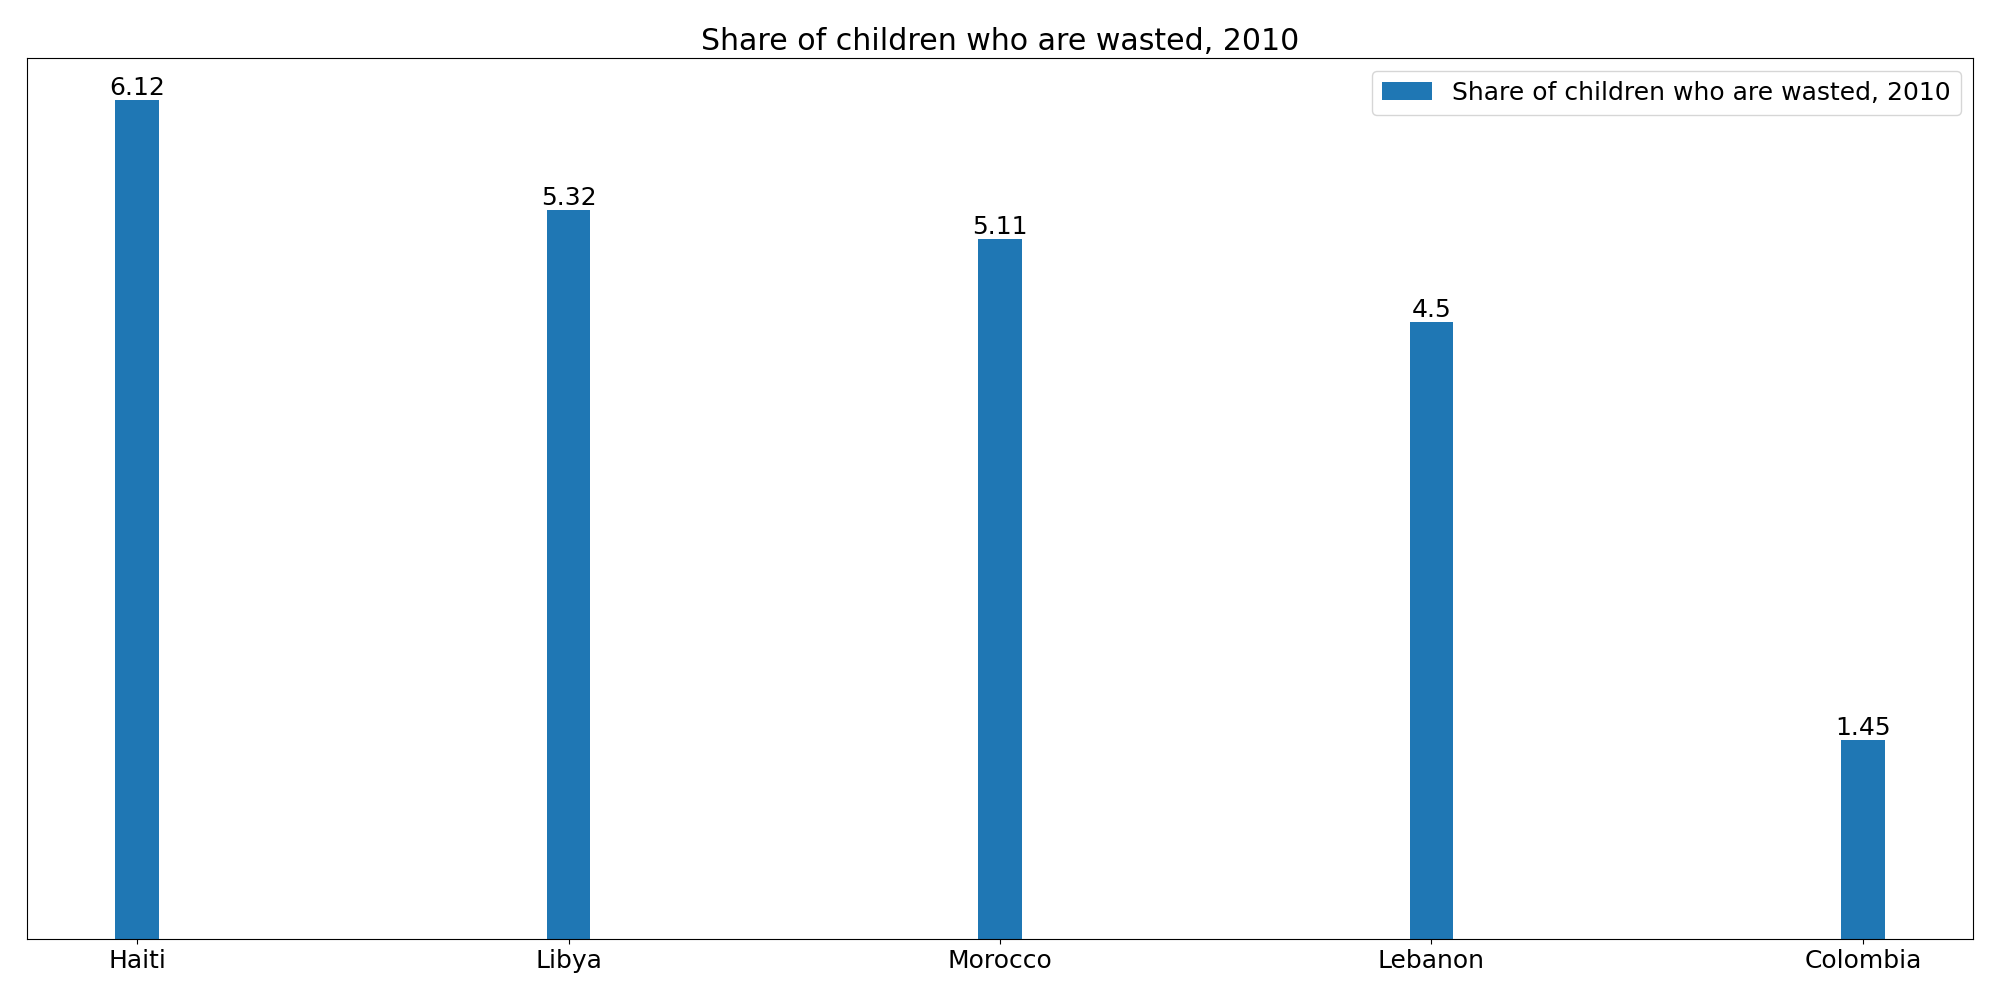 Share of children who are wasted, 2010
Share of children who are wasted, 2010
6.12
5.32
5.11
4.5
1.45
Haiti
Libya
Morocco
Lebanon
Colombia